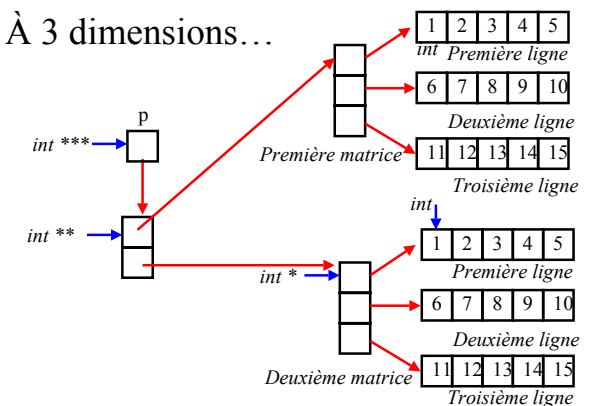 À 3 dimensions…
1 2 3 4 5
int Première ligne
6 7 8 9 10
Deuxième ligne
p
int ***
Première matrice
11 12 13 14 15
Troisième ligne
int
int **
1 2 3 4 5
Première ligne
int *
6 7 8 9 10
Deuxième ligne
Deuxième matrice
11 12 13 14 15
Troisième ligne